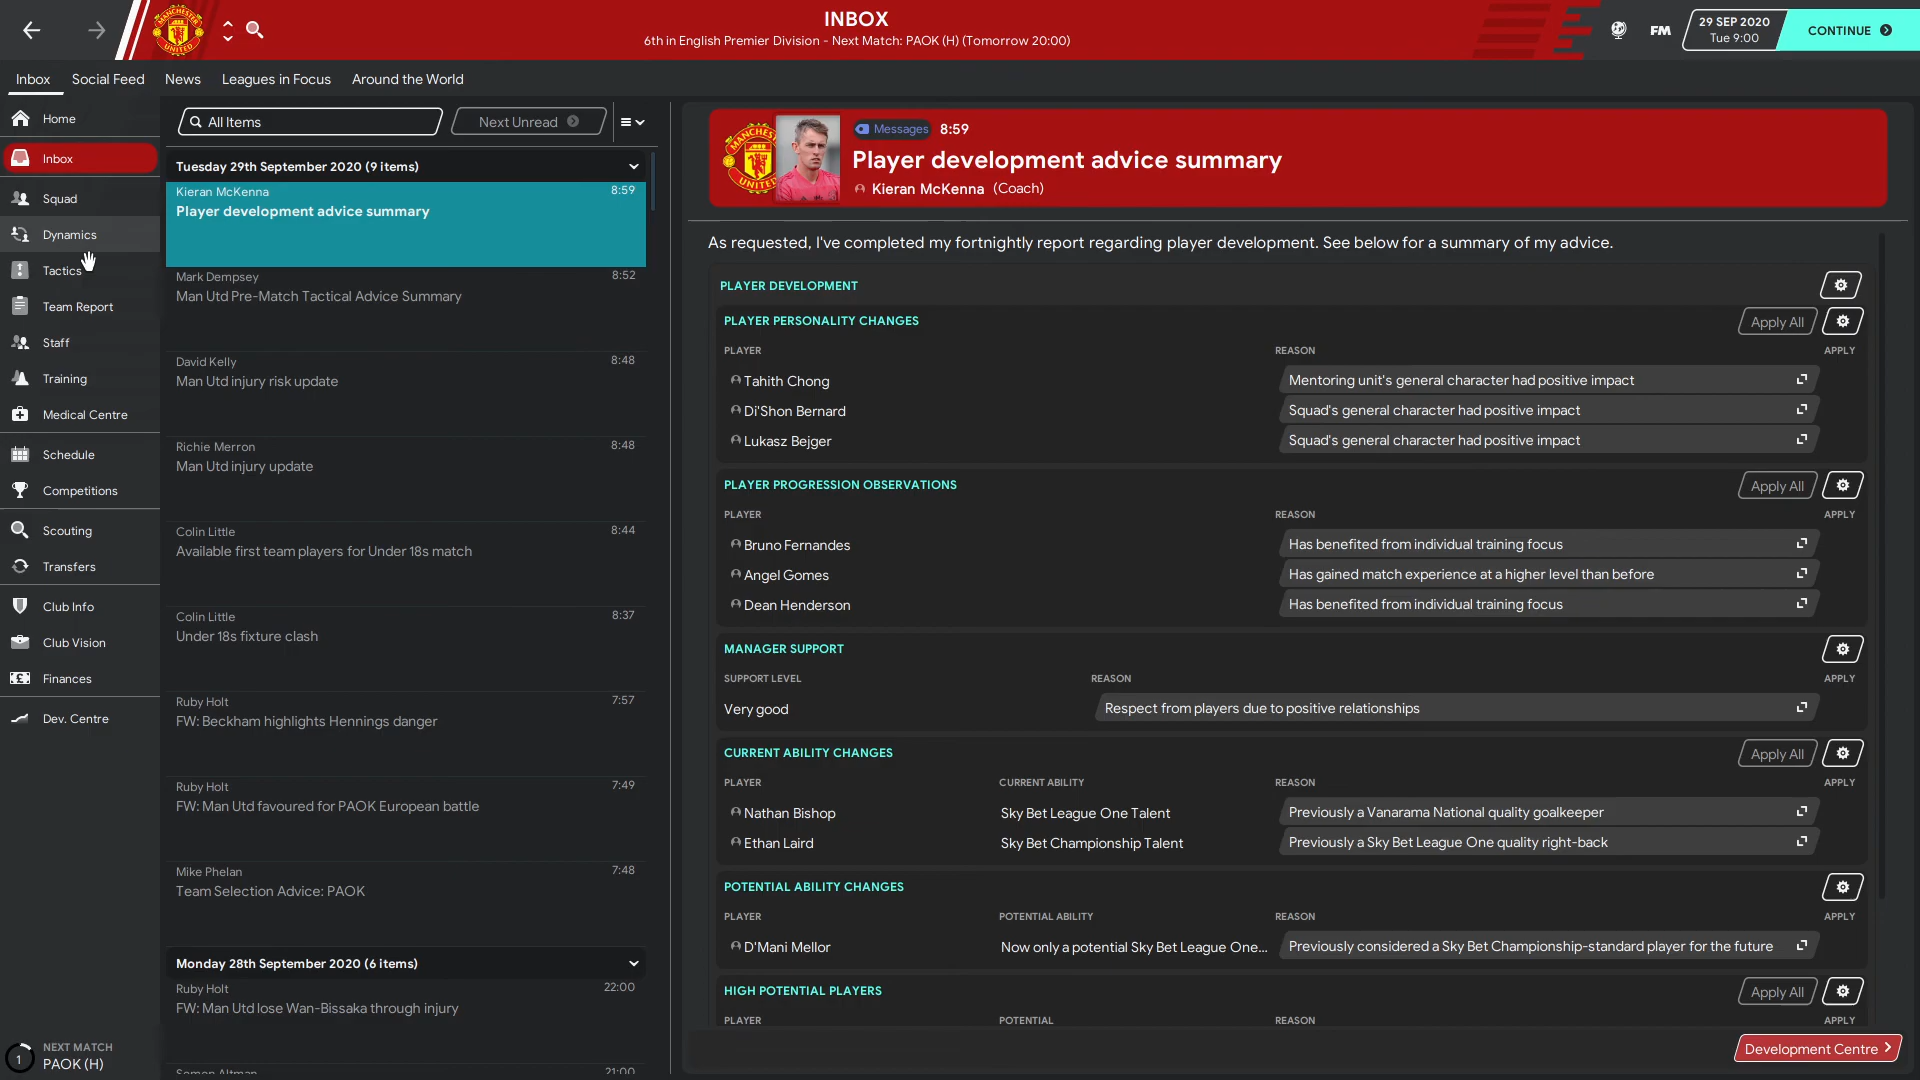 INBOX
6th in English Premier Division - Next Match: PAOK (H) (Tomorrow 20:00)
FM
29 SEP 2020
Tue 9:00
CONTINUE
Inbox
Social Feed
News
Leagues in Focus
Around the World
Home
Inbox
Squad
Dynamics
Tactics
Team Report
Staff
Training
Medical Centre
Schedule
Competitions
Scouting
Transfers
Club Info
Club Vision
Finances
Dev. Centre
1
NEXT MATCH
PAOK (H)
All Items
Next Unread
Tuesday 29th September 2020 (9 items)
Kieran McKenna 8:59
Player development advice summary
Mark Dempsey 8:52
Man Utd Pre-Match Tactical Advice Summary
David Kelly 8:48
Man Utd injury risk update
Richie Merron 8:48
Man Utd injury update
Colin Little 8:44
Available first team players for Under 18s match
Colin Little 8:37
Under 18s fixture clash
Ruby Holt 7:57
FW: Beckham highlights Hennings danger
Ruby Holt 7:49
FW: Man Utd favoured for PAOK European battle
Mike Phelan 7:48
Team Selection Advice: PAOK
Monday 28th September 2020 (6 items)
Ruby Holt 22:00
FW: Man Utd lose Wan-Bissaka through injury
21:00
MANCHESTER
UNITED
Messages 8:59
Player development advice summary
Kieran McKenna (Coach)
As requested, I've completed my fortnightly report regarding player development. See below for a summary of my advice.
PLAYER DEVELOPMENT
PLAYER PERSONALITY CHANGES Apply All
PLAYER REASON APPLY
Tahith Chong Mentoring unit's general character had positive impact
Di'Shon Bernard Squad's general character had positive impact
Lukasz Bejger Squad's general character had positive impact
PLAYER PROGRESSION OBSERVATIONS Apply All
PLAYER REASON APPLY
Bruno Fernandes Has benefited from individual training focus
Angel Gomes Has gained match experience at a higher level than before
Dean Henderson Has benefited from individual training focus
MANAGER SUPPORT
SUPPORT LEVEL REASON APPLY
Very good Respect from players due to positive relationships
CURRENT ABILITY CHANGES Apply All
PLAYER CURRENT ABILITY REASON APPLY
Nathan Bishop Sky Bet League One Talent Previously a Vanarama National quality goalkeeper
Ethan Laird Sky Bet Championship Talent Previously a Sky Bet League One quality right-back
POTENTIAL ABILITY CHANGES
PLAYER POTENTIAL ABILITY REASON APPLY
D'Mani Mellor Now only a potential Sky Bet League One... Previously considered a Sky Bet Championship-standard player for the future
HIGH POTENTIAL PLAYERS Apply All
PLAYER POTENTIAL REASON APPLY
Development Centre